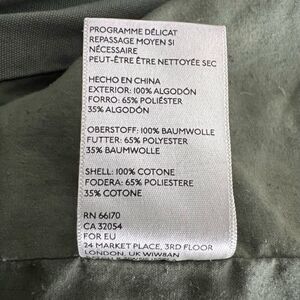 PROGRAMME DÉLICAT
REPASSAGE MOYEN SI
NÉCESSAIRE
PEUT-ÊTRE ÊTRE NETTOYÉE SEC
HECHO EN CHINA
EXTERIOR: 100% ALGODÓN
FORRO: 65% POLIÉSTER
35% ALGODÓN
OBERSTOFF: 100% BAUMWOLLE
FUTTER: 65% POLYESTER
35% BAUMWOLLE
SHELL: 100% COTONE
FODERA: 65% POLIESTERE
35% COTONE
RN 66170
CA 32054
FOR EU
24 MARKET PLACE, 3RD FLOOR
LONDON, UK W1W8AN